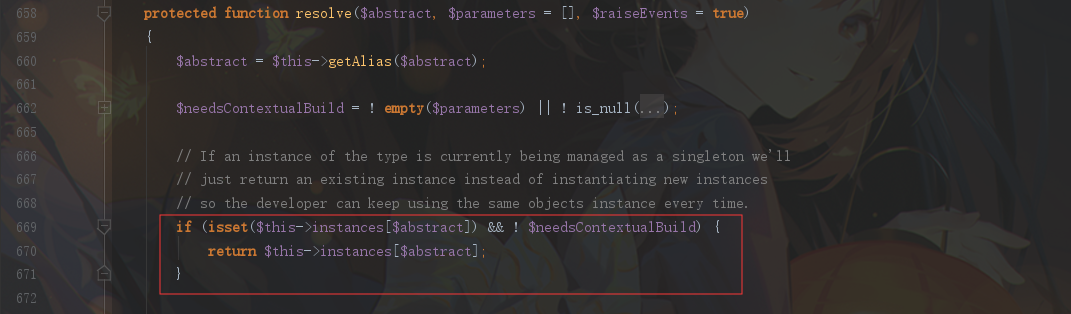 658 protected function resolve($abstract, $parameters = [], $raiseEvents = true)
659 {
660 $abstract = $this->getAlias($abstract);
661
662 $needsContextualBuild = ! empty($parameters) || ! is_null(...);
665
666 // If an instance of the type is currently being managed as a singleton we'll
667 // just return an existing instance instead of instantiating new instances
668 // so the developer can keep using the same objects instance every time.
669 if (isset($this->instances[$abstract]) && ! $needsContextualBuild) {
670 return $this->instances[$abstract];
671 }
672